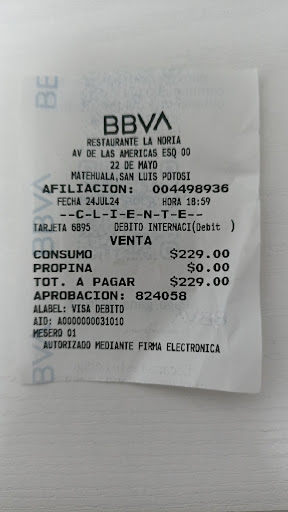 BBVA
RESTAURANTE LA NORIA
AV DE LAS AMERICAS ESQ 00
22 DE MAYO
MATEHUALA,SAN LUIS POTOSI
AFILIACION: 004498936
FECHA 24JUL24 HORA 18:59
--C-L-I-E-N-T-E--
TARJETA 6895 DEBITO INTERNACI(Debit )
VENTA
CONSUMO $229.00
PROPINA $0.00
TOT. A PAGAR $229.00
APROBACION: 824058
ALABEL: VISA DEBITO
AID: A0000000031010
MESERO 01
AUTORIZADO MEDIANTE FIRMA ELECTRONICA